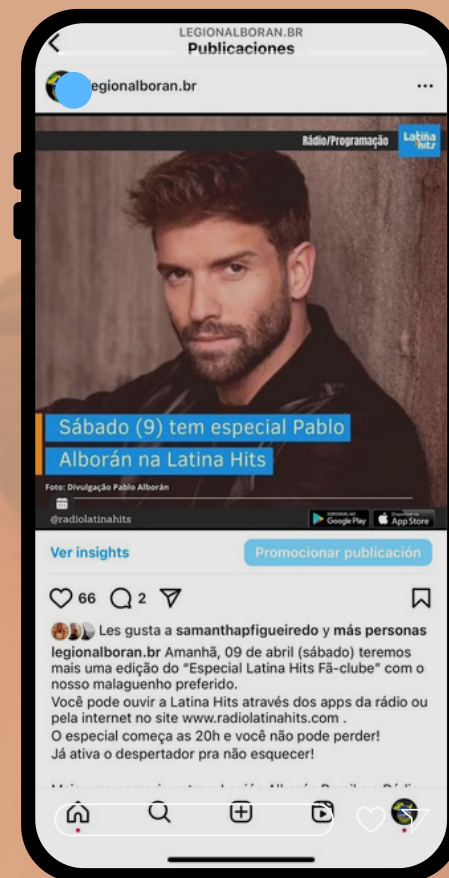 LEGIONALBORAN.BR
Publicaciones
egionalboran.br
Rádio/Programação
Latina
hits
Sábado (9) tem especial Pablo
Alborán na Latina Hits
Foto: Divulgação Pablo Alborán
@radiolatinahits
Google Play
App Store
Ver insights
Promocionar publicación
66
2
Les gusta a samanthapfigueiredo y más personas
legionalboran.br Amanhã, 09 de abril (sábado) teremos
mais uma edição do “Especial Latina Hits Fã-clube” com o
nosso malaguenho preferido.
Você pode ouvir a Latina Hits através dos apps da rádio ou
pela internet no site www.radiolatinahits.com .
O especial começa as 20h e você não pode perder!
Já ativa o despertador pra não esquecer!